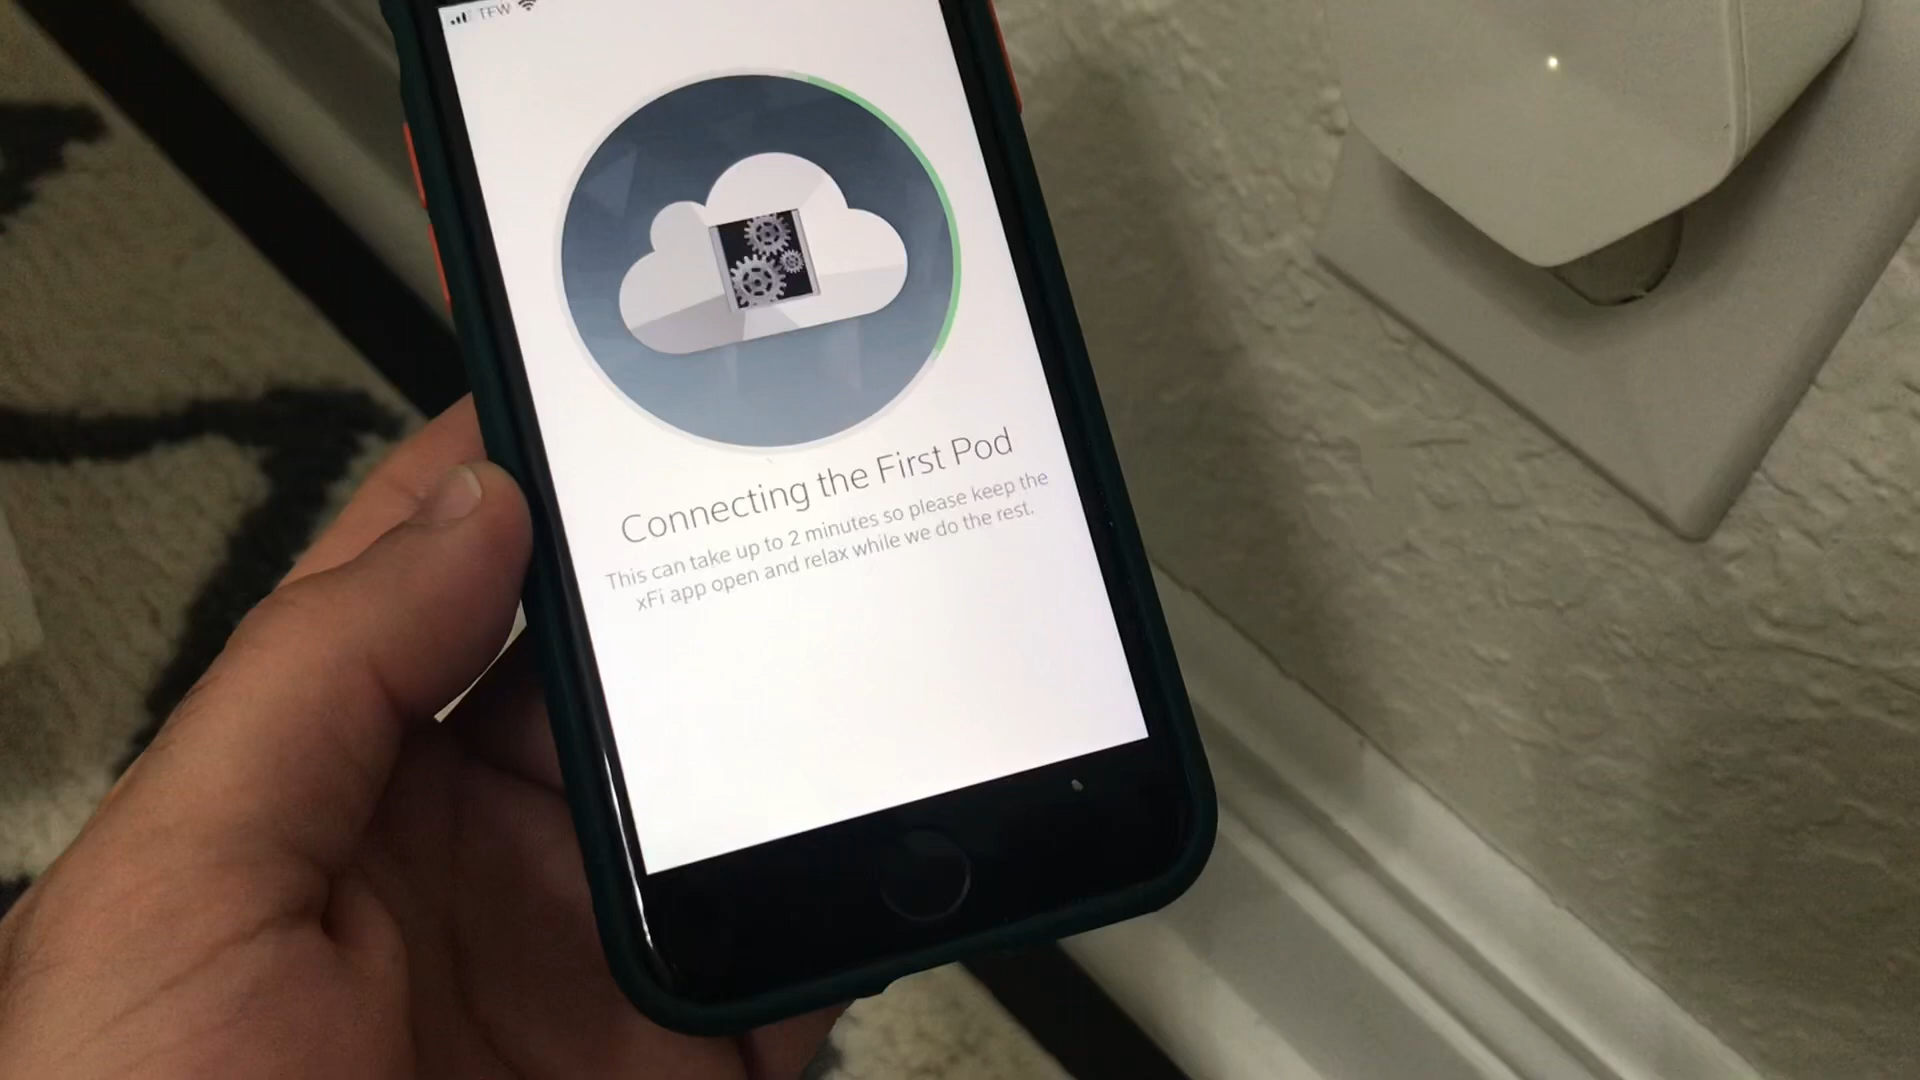 TFW
Connecting the First Pod
This can take up to 2 minutes so please keep the
xFi app open and relax while we do the rest.